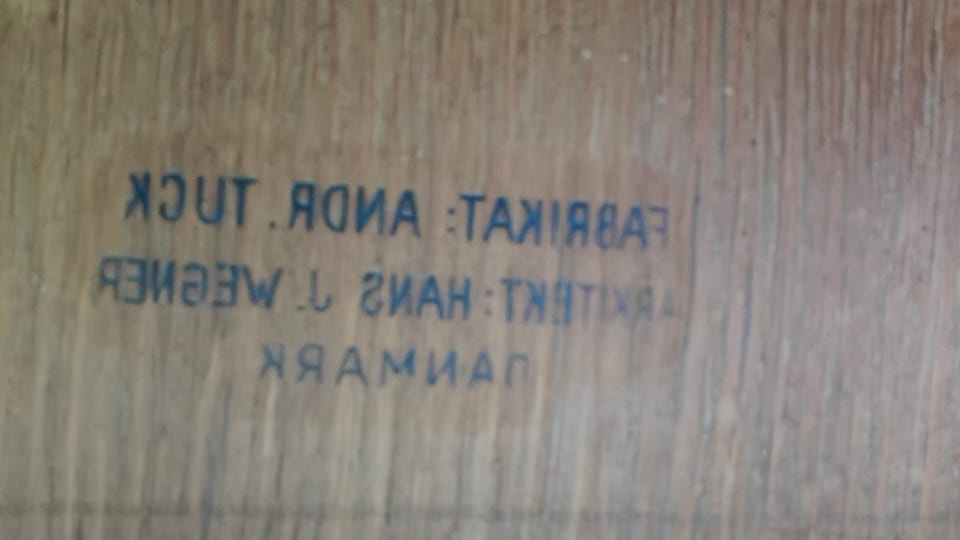 FABRIKAT: ANDR. TUCK
ARKITEKT: HANS J. WEGNER
DANMARK